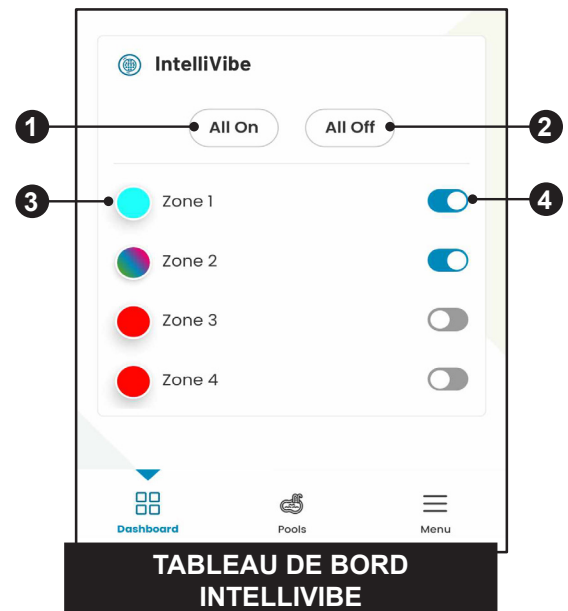 IntelliVibe
1 All On All Off 2
3 Zone 1 4
Zone 2
Zone 3
Zone 4
Dashboard Pools Menu
TABLEAU DE BORD
INTELLIVIBE